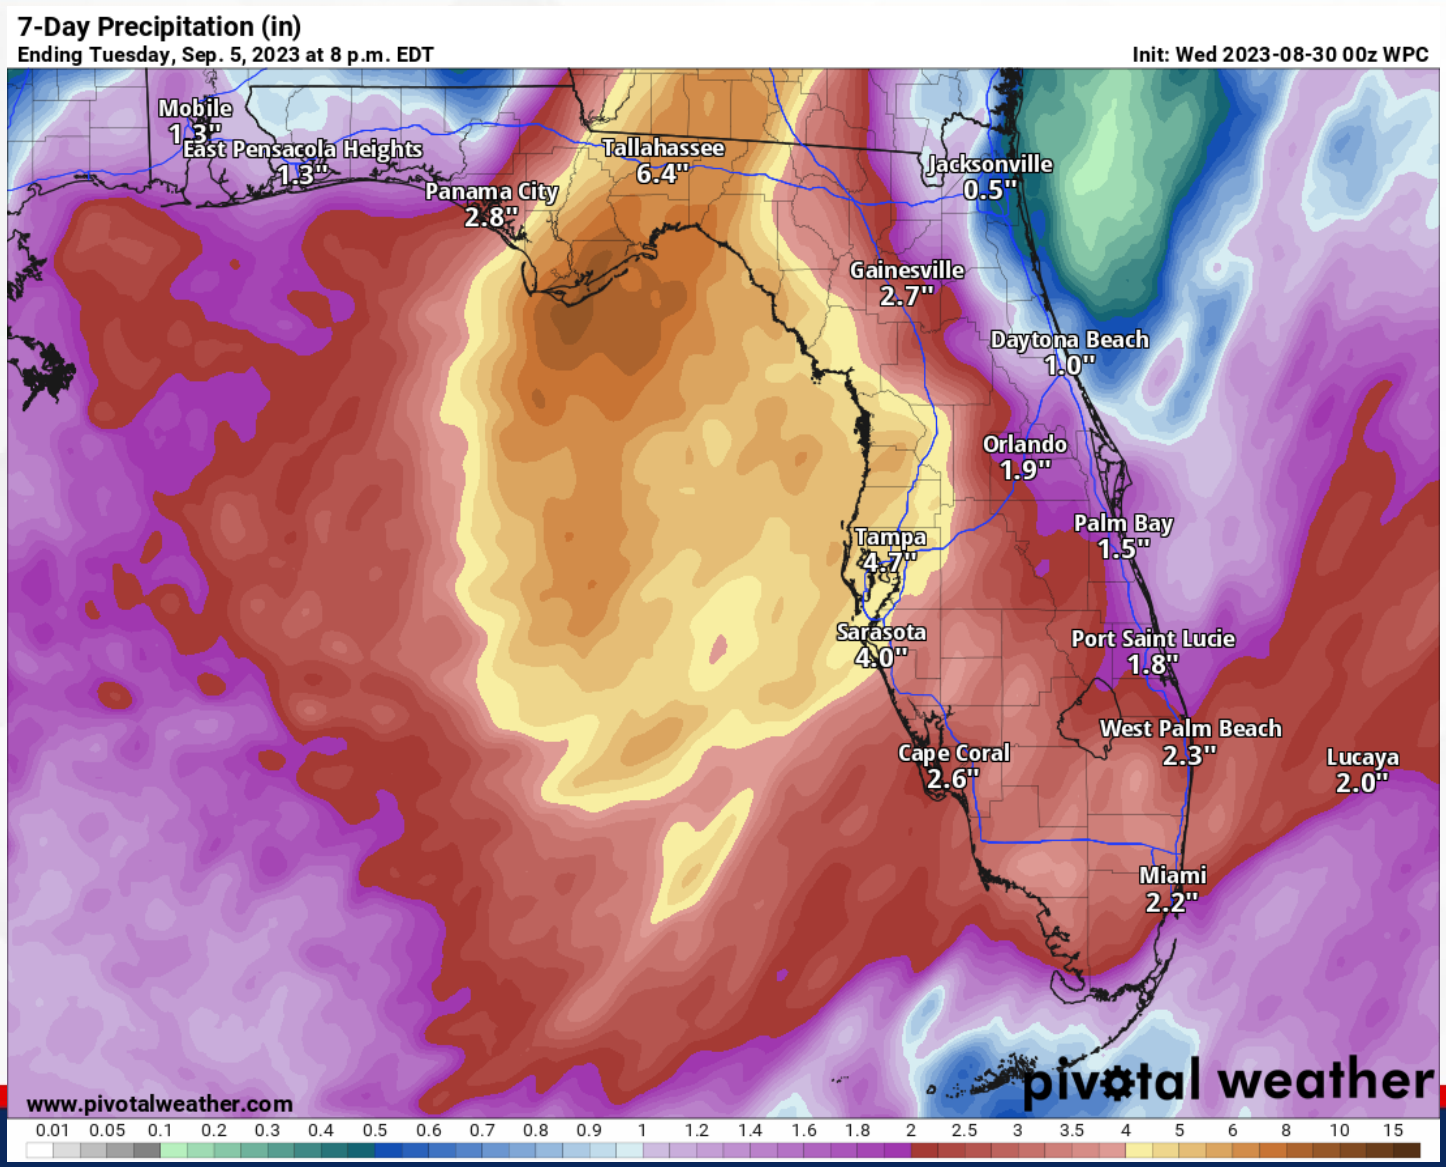 7-Day Precipitation (in)
Ending Tuesday, Sep. 5, 2023 at 8 p.m. EDT
Init: Wed 2023-08-30 00z WPC
Mobile
1.3"
East Pensacola Heights
1.3"
Tallahassee
6.4"
Jacksonville
0.5"
Panama City
2.8"
Gainesville
2.7"
Daytona Beach
1.0"
Orlando
1.9"
Palm Bay
1.5"
Tampa
4.7"
Sarasota
4.0"
Port Saint Lucie
1.8"
West Palm Beach
2.3"
Cape Coral
2.6"
Lucaya
2.0"
Miami
2.2"
pivotal weather
www.pivotalweather.com
0.01 0.05 0.1 0.2 0.3 0.4 0.5 0.6 0.7 0.8 0.9 1 1.2 1.4 1.6 1.8 2 2.5 3 3.5 4 5 6 8 10 15